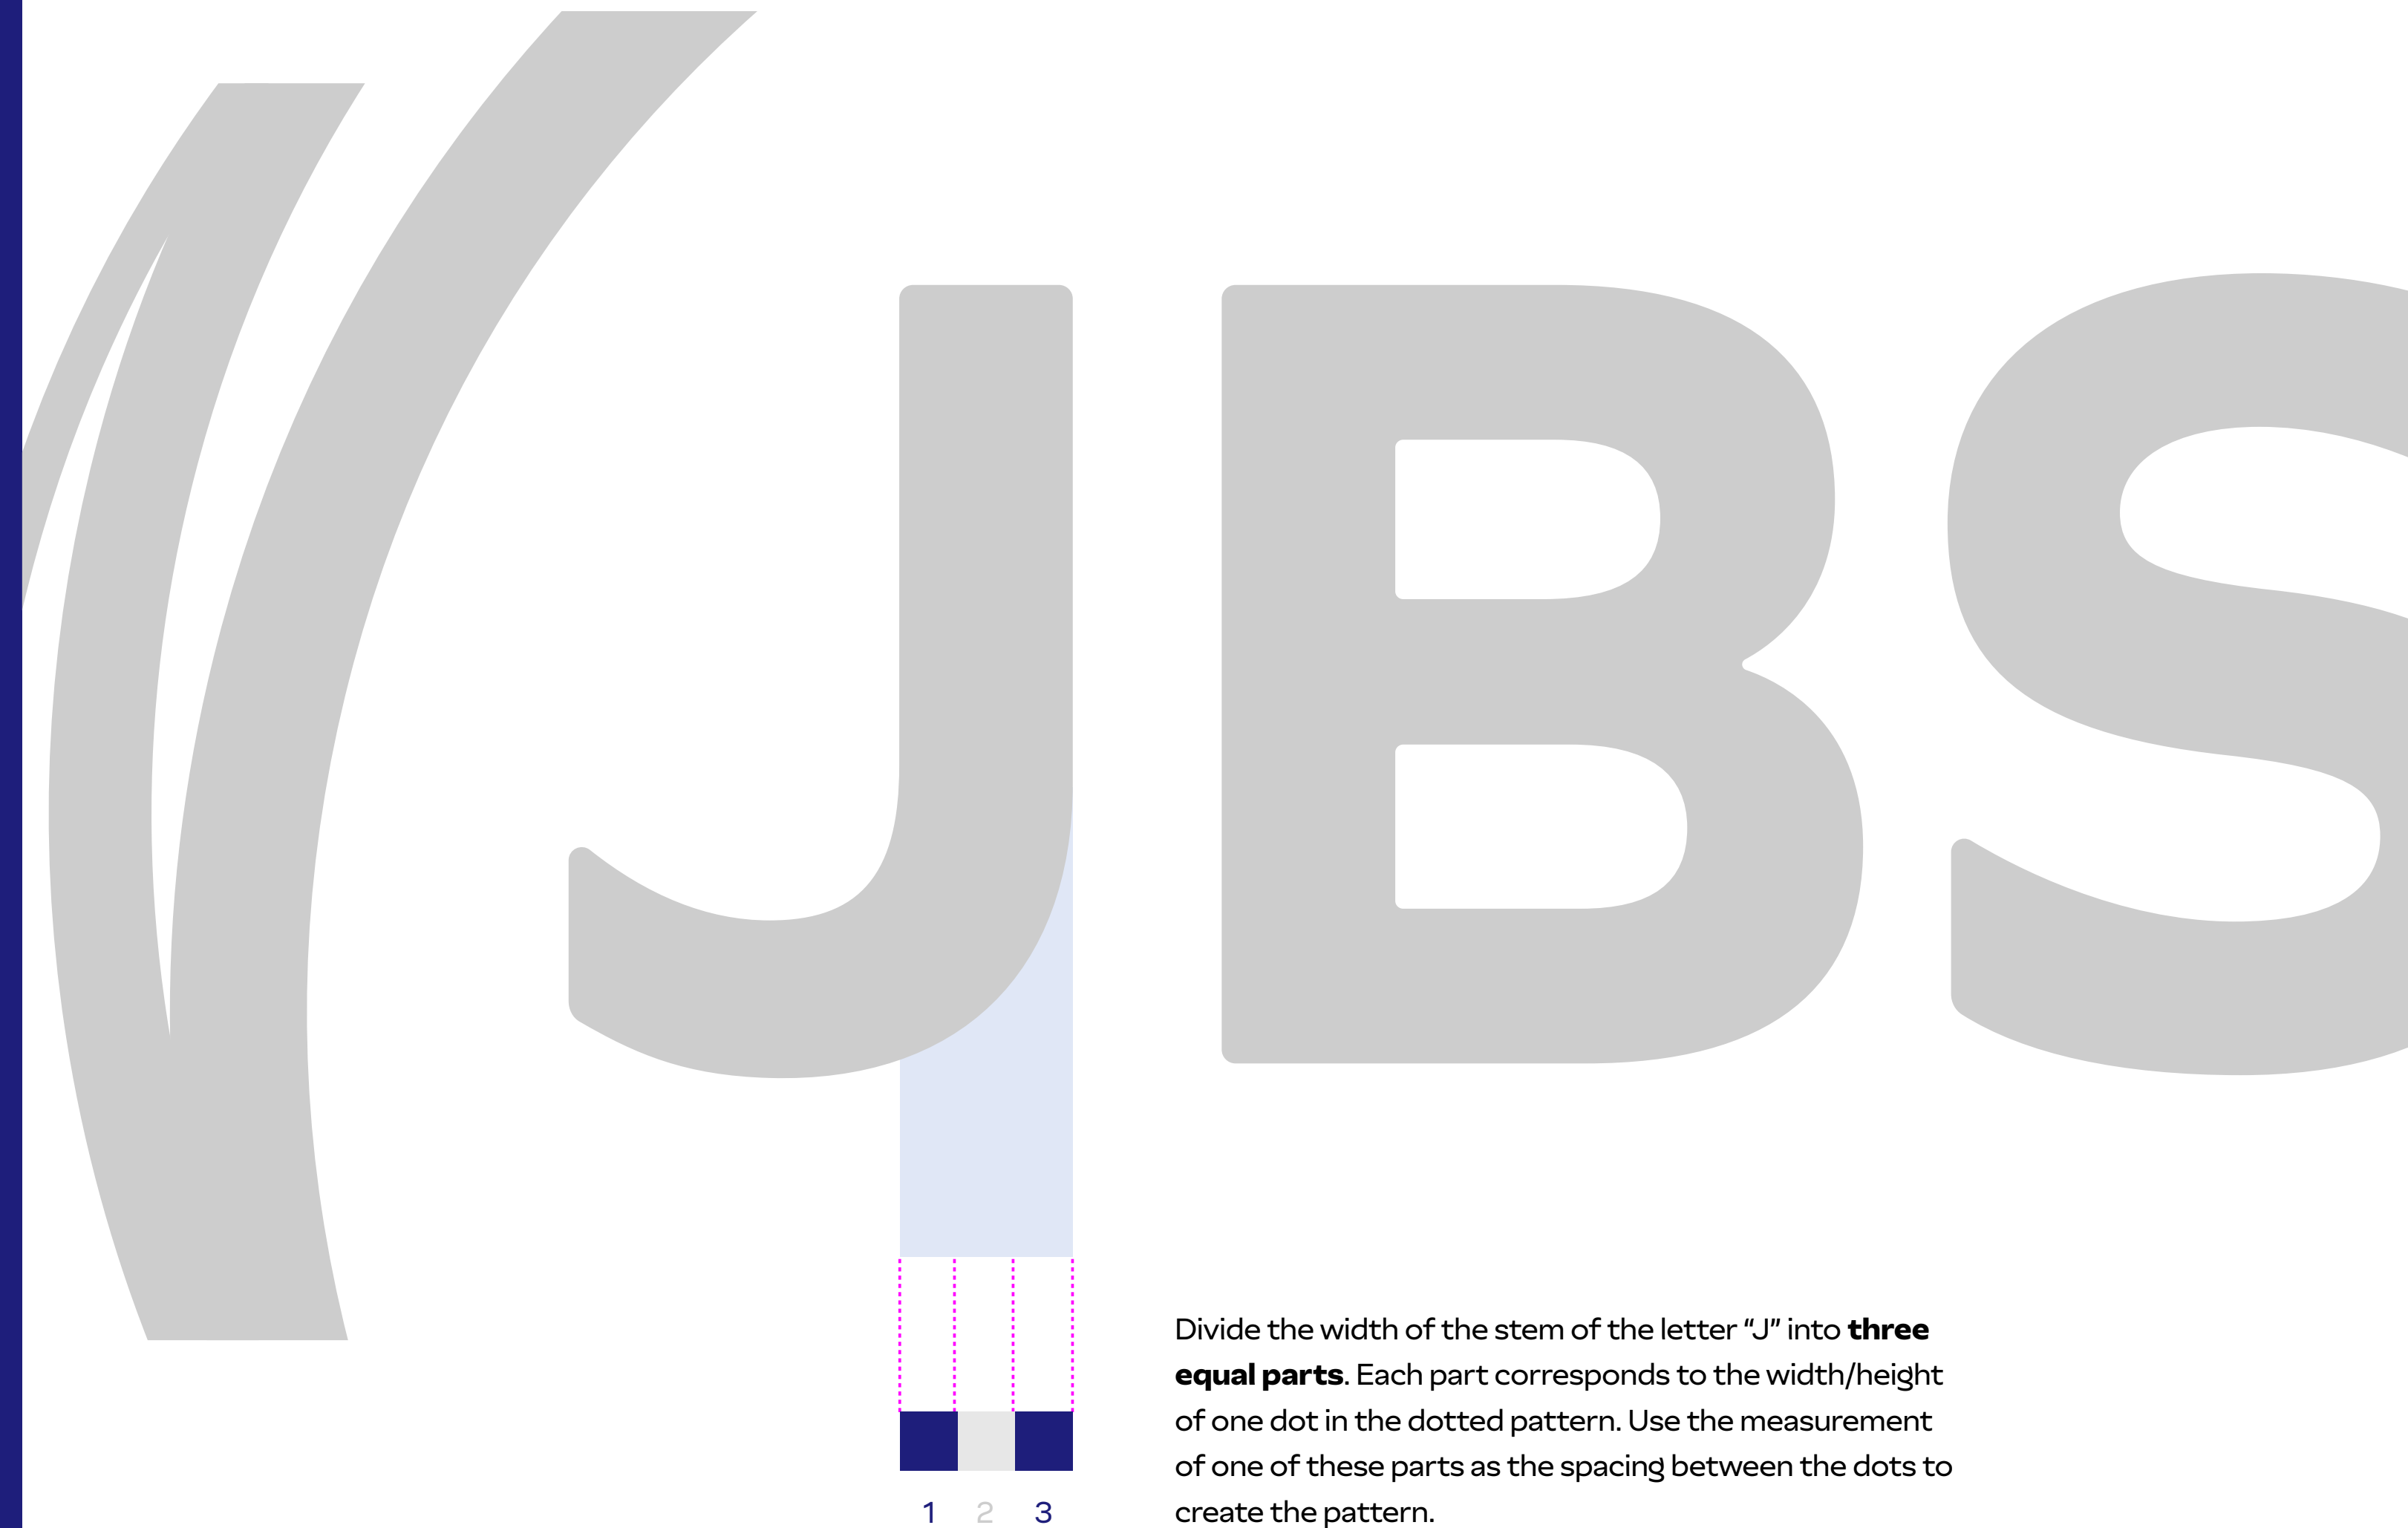 JBS
Divide the width of the stem of the letter “J” into three
equal parts. Each part corresponds to the width/height
of one dot in the dotted pattern. Use the measurement
of one of these parts as the spacing between the dots to
create the pattern.
1 2 3